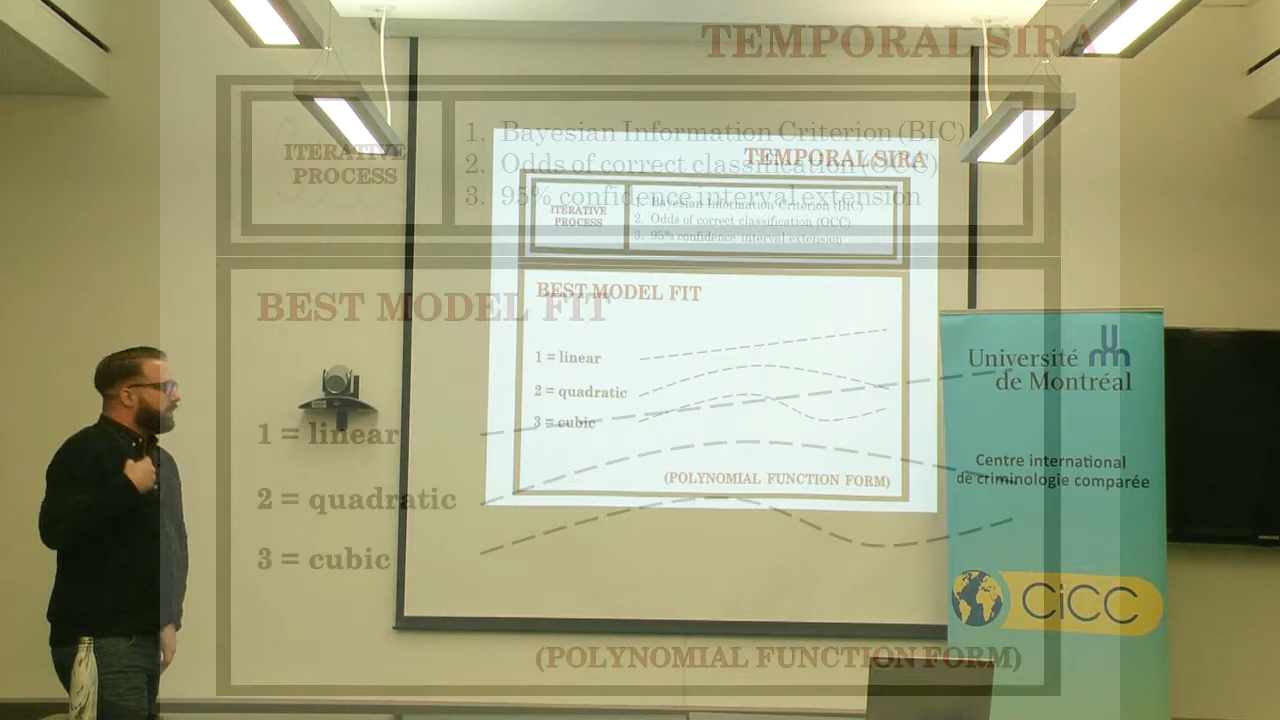 TEMPORAL SIRA
ITERATIVE
PROCESS
1. Bayesian Information Criterion (BIC)
2. Odds of correct classification (OCC)
3. 95% confidence interval extension
BEST MODEL FIT
1 = linear
2 = quadratic
3 = cubic
(POLYNOMIAL FUNCTION FORM)
TEMPORAL SIRA
ITERATIVE
PROCESS
1. Bayesian Information Criterion (BIC)
2. Odds of correct classification (OCC)
3. 95% confidence interval extension
BEST MODEL FIT
1 = linear
2 = quadratic
3 = cubic
(POLYNOMIAL FUNCTION FORM)
Université
de Montréal
Centre international
de criminologie comparée
CiCC